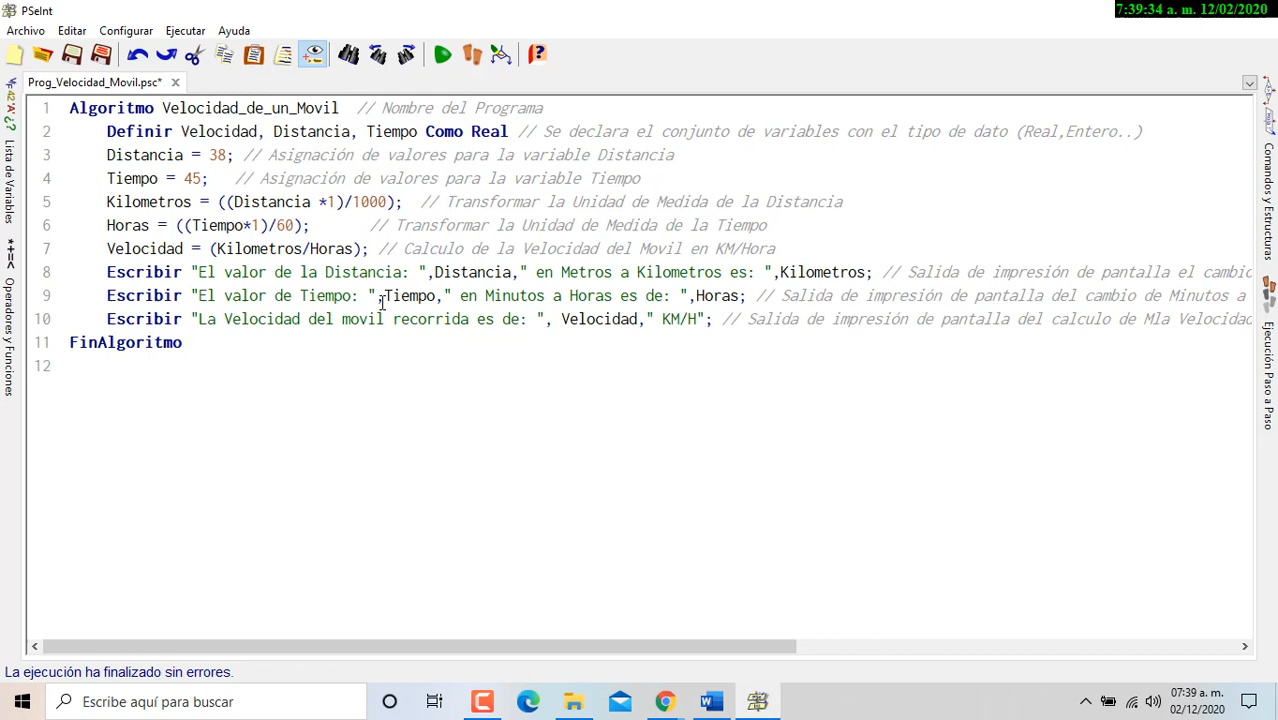 PSeInt
7:39:34 a. m. 12/02/2020
Archivo Editar Configurar Ejecutar Ayuda
Prog_Velocidad_Movil.psc*
1 Algoritmo Velocidad_de_un_Movil // Nombre del Programa
2 Definir Velocidad, Distancia, Tiempo Como Real // Se declara el conjunto de variables con el tipo de dato (Real,Entero..)
3 Distancia = 38; // Asignación de valores para la variable Distancia
4 Tiempo = 45; // Asignación de valores para la variable Tiempo
5 Kilometros = ((Distancia *1)/1000); // Transformar la Unidad de Medida de la Distancia
6 Horas = ((Tiempo*1)/60); // Transformar la Unidad de Medida de la Tiempo
7 Velocidad = (Kilometros/Horas); // Calculo de la Velocidad del Movil en KM/Hora
8 Escribir "El valor de la Distancia: ",Distancia," en Metros a Kilometros es: ",Kilometros; // Salida de impresión de pantalla el cambio
9 Escribir "El valor de Tiempo: ",Tiempo," en Minutos a Horas es de: ",Horas; // Salida de impresión de pantalla del cambio de Minutos a
10 Escribir "La Velocidad del movil recorrida es de: ", Velocidad," KM/H"; // Salida de impresión de pantalla del calculo de Mla Velocidad
11 FinAlgoritmo
12
Lista de Variables
*+=< Operadores y Funciones
Comandos y Estructuras
Ejecución Paso a Paso
La ejecución ha finalizado sin errores.
Escribe aquí para buscar
07:39 a. m.
02/12/2020